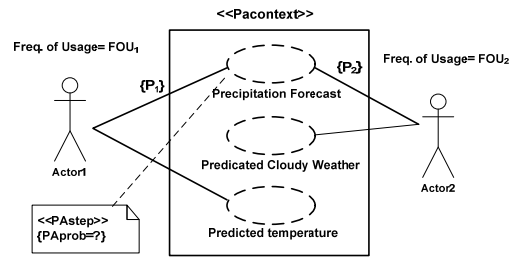 <<Pacontext>>
Freq. of Usage= FOU₁
Freq. of Usage= FOU₂
{P₁}
{P₂}
Precipitation Forecast
Predicated Cloudy Weather
Actor1
Actor2
<<PAstep>>
{PAprob=?}
Predicted temperature